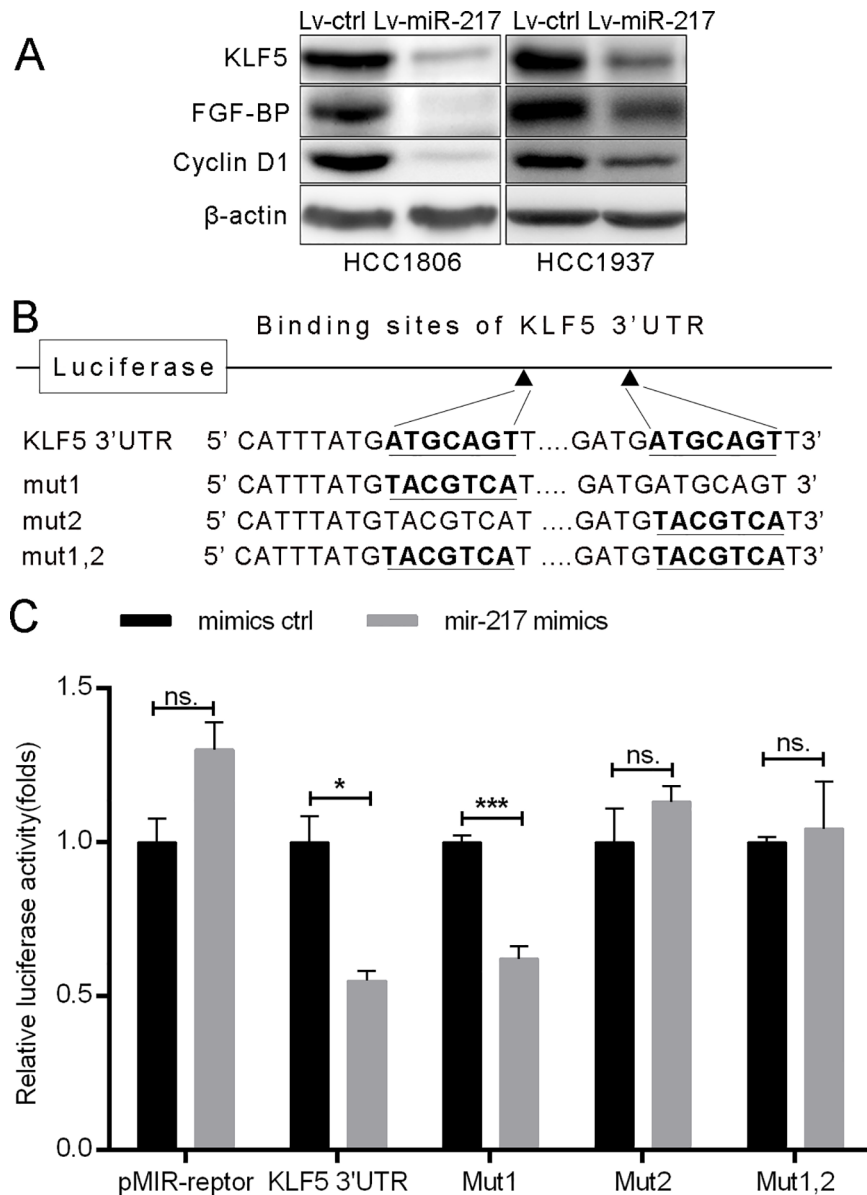 A
Lv-ctrl Lv-miR-217 Lv-ctrl Lv-miR-217
KLF5
FGF-BP
Cyclin D1
β-actin
HCC1806 HCC1937
B
Binding sites of KLF5 3’UTR
Luciferase
KLF5 3’UTR 5’ CATTTATGATGCAGTT....GATGATGCAGTT3’
mut1 5’ CATTTATGTACGTCAT.... GATGATGCAGT 3’
mut2 5’ CATTTATGTACGTCAT ....GATGTACGTCAT3’
mut1,2 5’ CATTTATGTACGTCAT ....GATGTACGTCAT3’
C
mimics ctrl mir-217 mimics
Relative luciferase activity(folds)
1.5
1.0
0.5
0.0
ns. * *** ns. ns.
pMIR-reptor KLF5 3'UTR Mut1 Mut2 Mut1,2